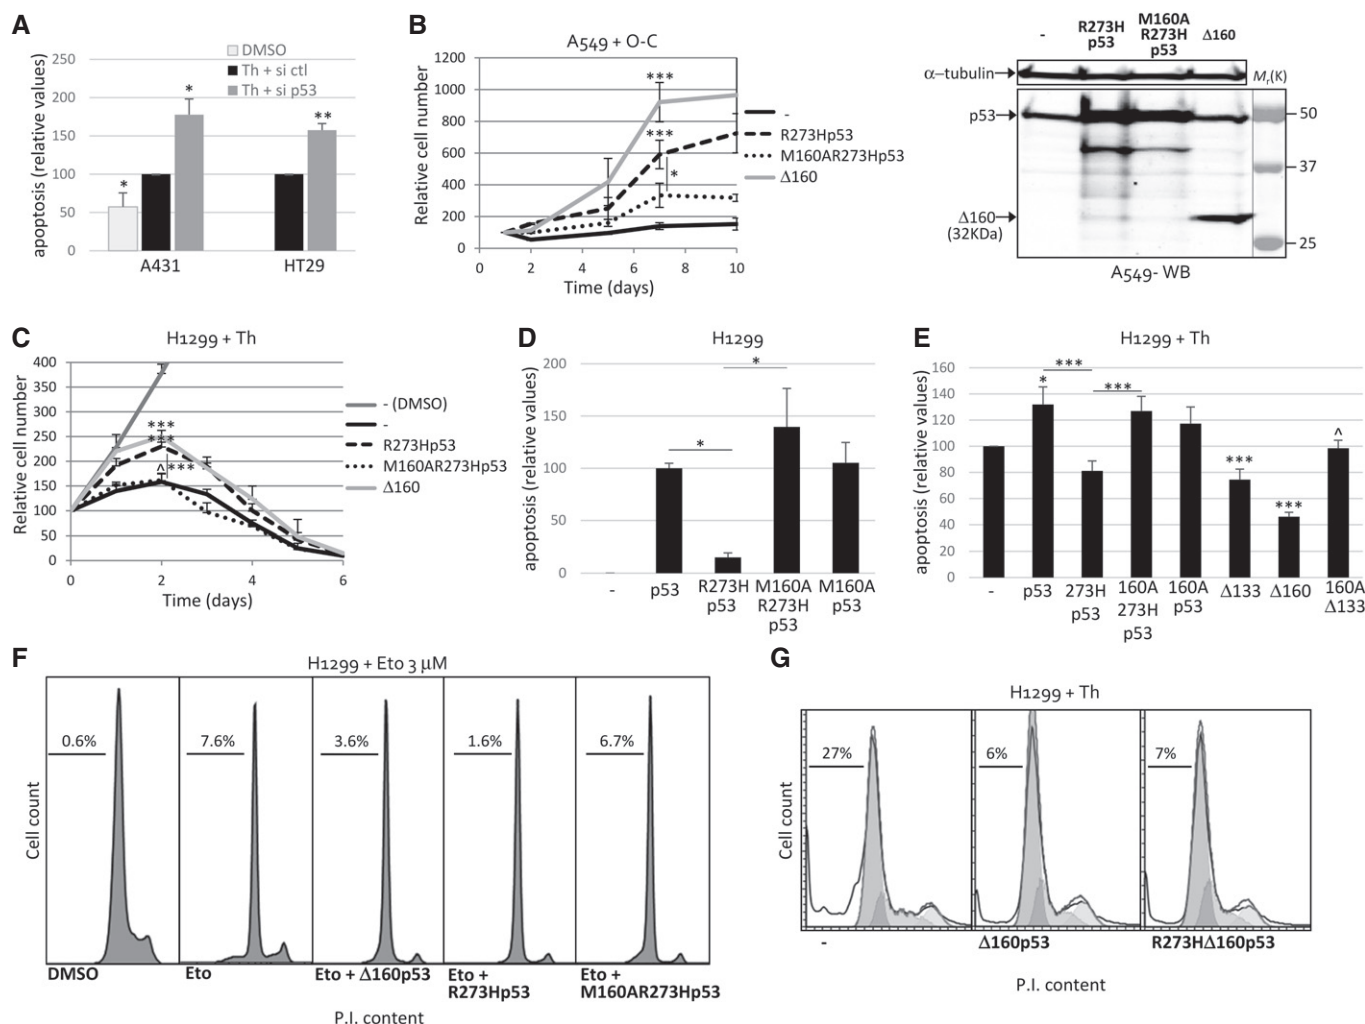 A
DMSO
Th + si ctl
Th + si p53
apoptosis (relative values)
250
200
150
100
50
0
*
*
**
A431
HT29
B
A549 + O-C
Relative cell number
1200
1000
800
600
400
200
0
***
***
*
0
2
4
6
8
10
Time (days)
-
R273Hp53
M160AR273Hp53
Δ160
-
R273H
p53
M160A
R273H
p53
Δ160
α–tubulin
Mr(K)
p53
50
37
Δ160
(32KDa)
25
A549- WB
C
H1299 + Th
Relative cell number
400
350
300
250
200
150
100
50
0
***
***
^
***
0
2
4
6
Time (days)
- (DMSO)
-
R273Hp53
M160AR273Hp53
Δ160
D
H1299
apoptosis (relative values)
200
150
100
50
0
*
*
-
p53
R273H
p53
M160A
R273H
p53
M160A
p53
E
H1299 + Th
apoptosis (relative values)
160
140
120
100
80
60
40
20
0
*
***
***
***
***
^
-
p53
273H
p53
160A
273H
p53
160A
p53
Δ133
Δ160
160A
Δ133
F
H1299 + Eto 3 μM
Cell count
0.6%
7.6%
3.6%
1.6%
6.7%
DMSO
Eto
Eto + Δ160p53
Eto +
R273Hp53
Eto +
M160AR273Hp53
P.I. content
G
H1299 + Th
Cell count
27%
6%
7%
-
Δ160p53
R273HΔ160p53
P.I. content